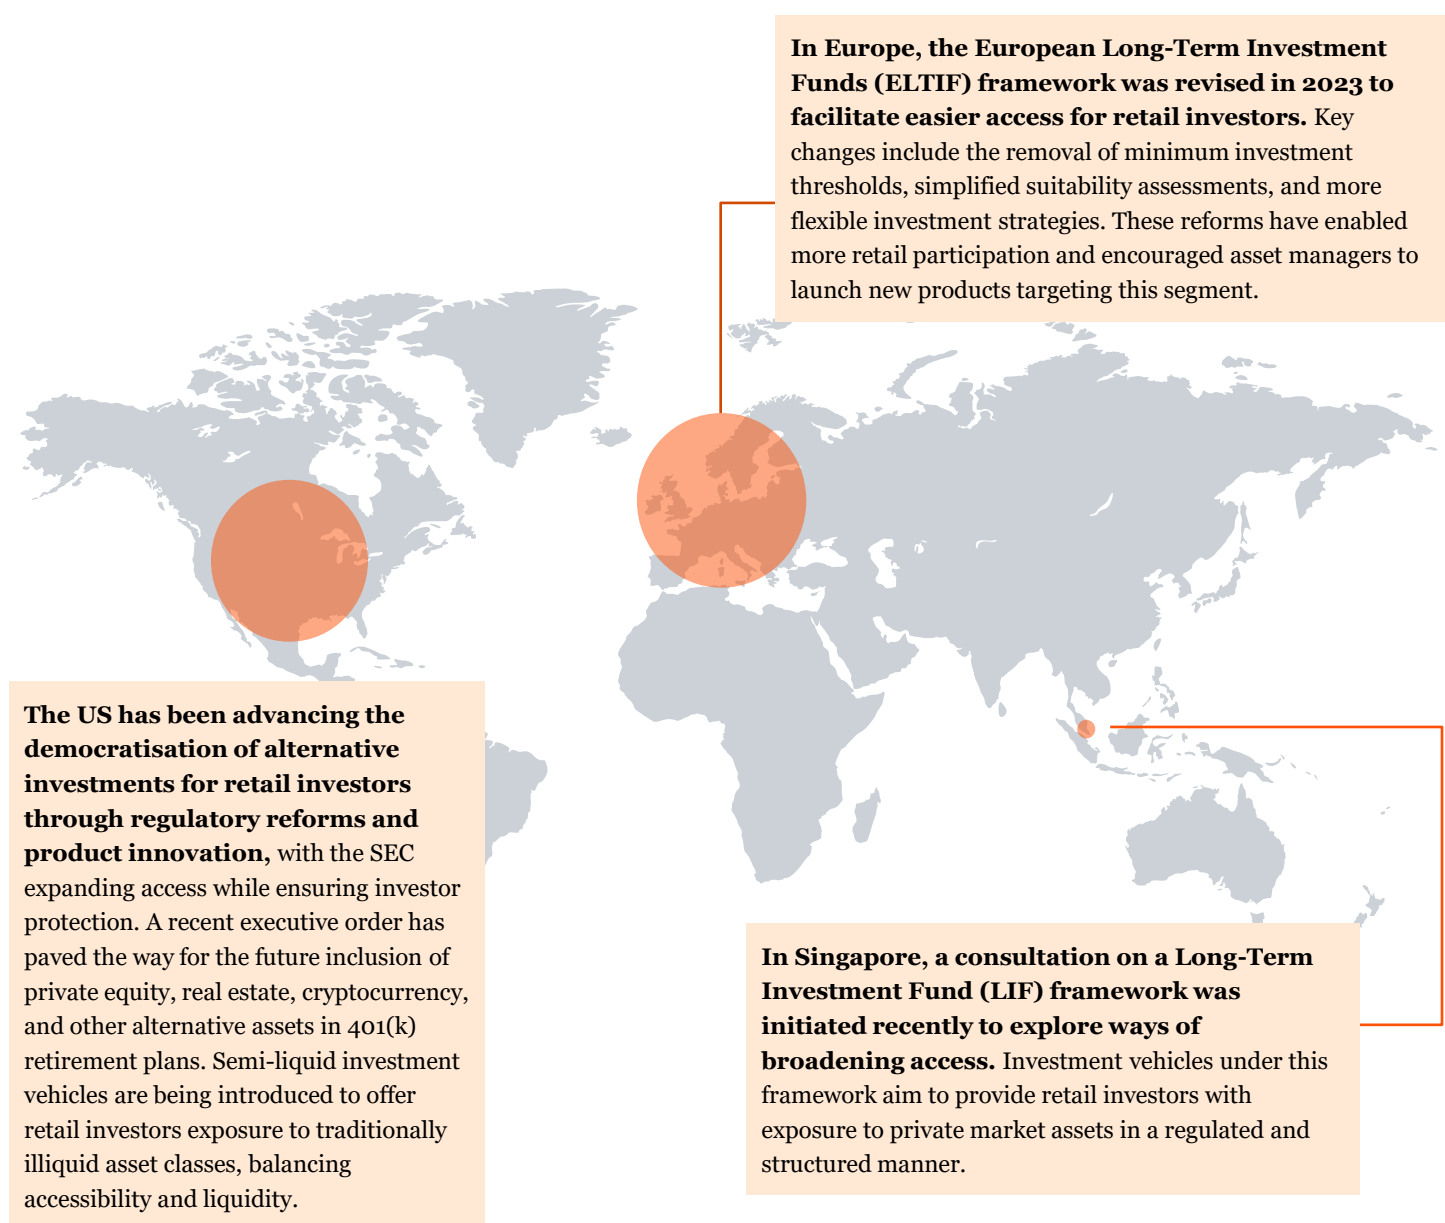 In Europe, the European Long-Term Investment
Funds (ELTIF) framework was revised in 2023 to
facilitate easier access for retail investors. Key
changes include the removal of minimum investment
thresholds, simplified suitability assessments, and more
flexible investment strategies. These reforms have enabled
more retail participation and encouraged asset managers to
launch new products targeting this segment.
The US has been advancing the
democratisation of alternative
investments for retail investors
through regulatory reforms and
product innovation, with the SEC
expanding access while ensuring investor
protection. A recent executive order has
paved the way for the future inclusion of
private equity, real estate, cryptocurrency,
and other alternative assets in 401(k)
retirement plans. Semi-liquid investment
vehicles are being introduced to offer
retail investors exposure to traditionally
illiquid asset classes, balancing
accessibility and liquidity.
In Singapore, a consultation on a Long-Term
Investment Fund (LIF) framework was
initiated recently to explore ways of
broadening access. Investment vehicles under this
framework aim to provide retail investors with
exposure to private market assets in a regulated and
structured manner.